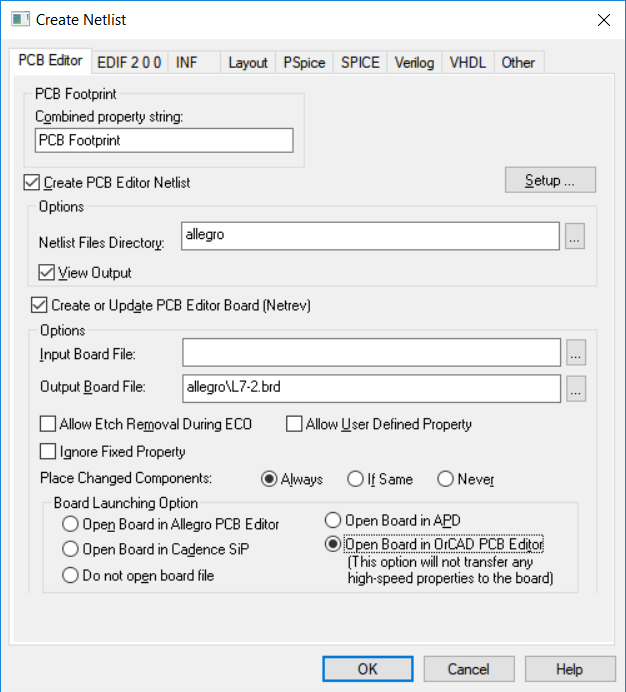 Create Netlist
PCB Editor
EDIF 2 0 0
INF
Layout
PSpice
SPICE
Verilog
VHDL
Other
PCB Footprint
Combined property string:
PCB Footprint
Create PCB Editor Netlist
Setup ...
Options
Netlist Files Directory:
allegro
...
View Output
Create or Update PCB Editor Board (Netrev)
Options
Input Board File:
...
Output Board File:
allegro\L7-2.brd
...
Allow Etch Removal During ECO
Allow User Defined Property
Ignore Fixed Property
Place Changed Components:
Always
If Same
Never
Board Launching Option
Open Board in Allegro PCB Editor
Open Board in APD
Open Board in Cadence SiP
Open Board in OrCAD PCB Editor
(This option will not transfer any
high-speed properties to the board)
Do not open board file
OK
Cancel
Help